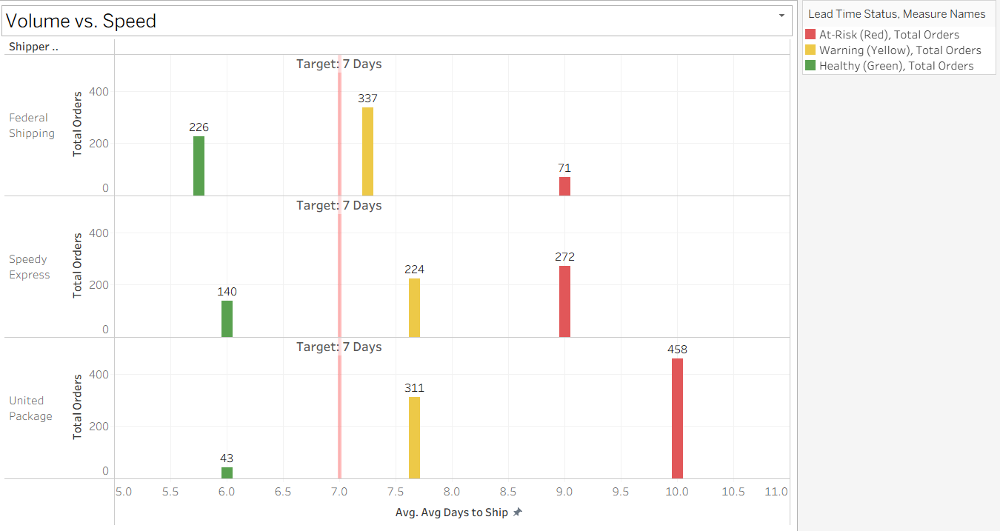 Volume vs. Speed
Shipper ..
Target: 7 Days
Federal
Shipping
Total Orders
400
200
0
226
337
71
Target: 7 Days
Speedy
Express
Total Orders
400
200
0
140
224
272
Target: 7 Days
United
Package
Total Orders
400
200
0
43
311
458
5.0 5.5 6.0 6.5 7.0 7.5 8.0 8.5 9.0 9.5 10.0 10.5 11.0
Avg. Avg Days to Ship
Lead Time Status, Measure Names
At-Risk (Red), Total Orders
Warning (Yellow), Total Orders
Healthy (Green), Total Orders